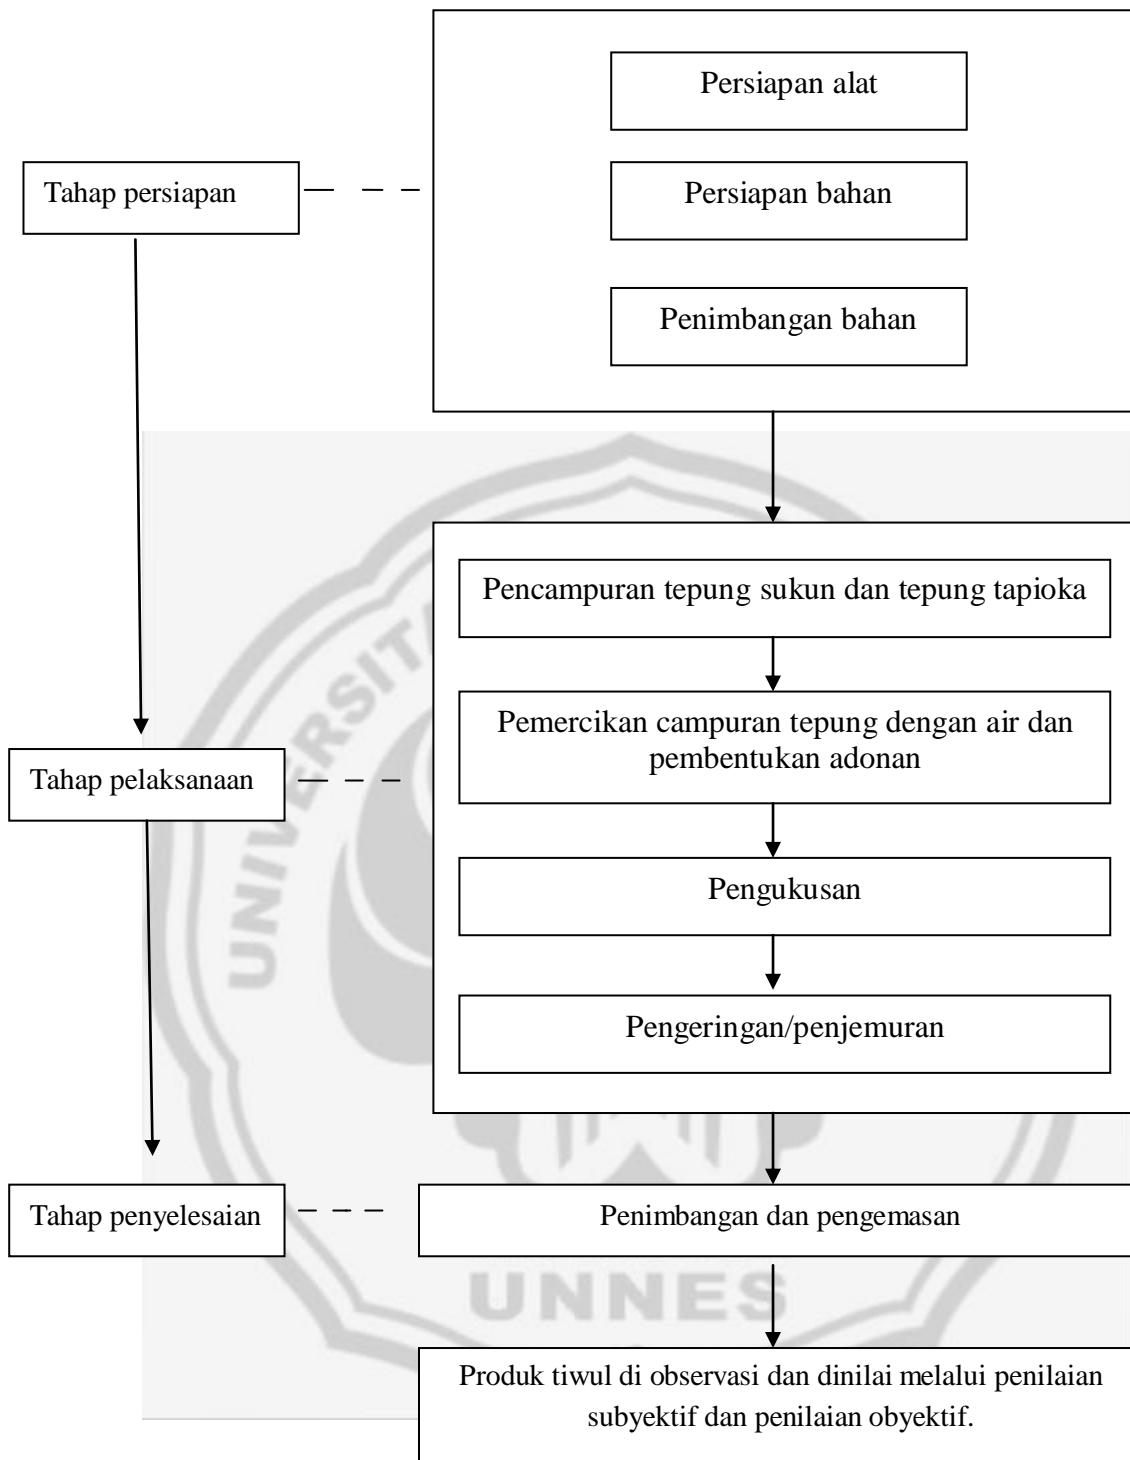 Persiapan alat
Tahap persiapan
Persiapan bahan
Penimbangan bahan
Pencampuran tepung sukun dan tepung tapioka
Pemercikan campuran tepung dengan air dan
pembentukan adonan
Tahap pelaksanaan
Pengukusan
Pengeringan/penjemuran
Tahap penyelesaian
Penimbangan dan pengemasan
Produk tiwul di observasi dan dinilai melalui penilaian
subyektif dan penilaian obyektif.
UNNES